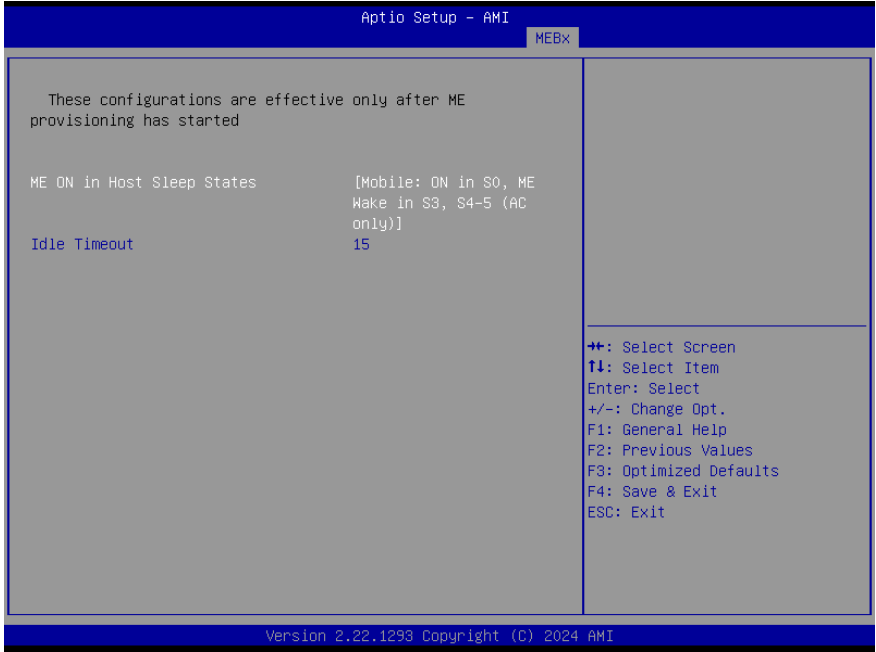 Aptio Setup – AMI
MEBx
These configurations are effective only after ME
provisioning has started
ME ON in Host Sleep States [Mobile: ON in S0, ME
Wake in S3, S4-5 (AC
only)]
Idle Timeout 15
→←: Select Screen
↑↓: Select Item
Enter: Select
+/-: Change Opt.
F1: General Help
F2: Previous Values
F3: Optimized Defaults
F4: Save & Exit
ESC: Exit
Version 2.22.1293 Copyright (C) 2024 AMI